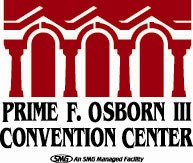 PRIME F. OSBORN III
CONVENTION CENTER
SMG An SMG Managed Facility